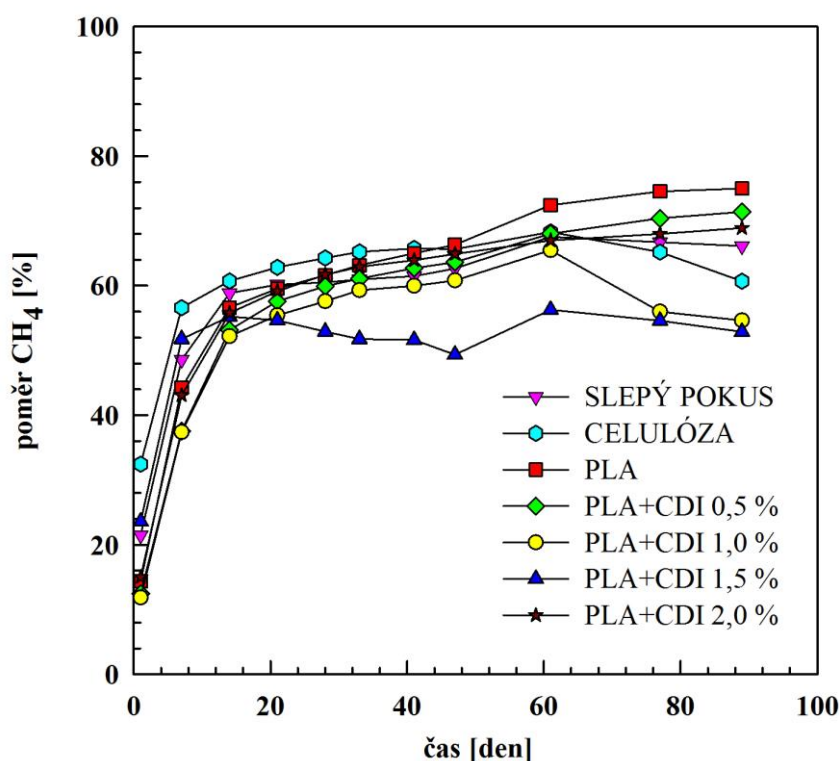 100
80
60
40
20
0
poměr CH4 [%]
SLEPÝ POKUS
CELULÓZA
PLA
PLA+CDI 0,5 %
PLA+CDI 1,0 %
PLA+CDI 1,5 %
PLA+CDI 2,0 %
0 20 40 60 80 100
čas [den]